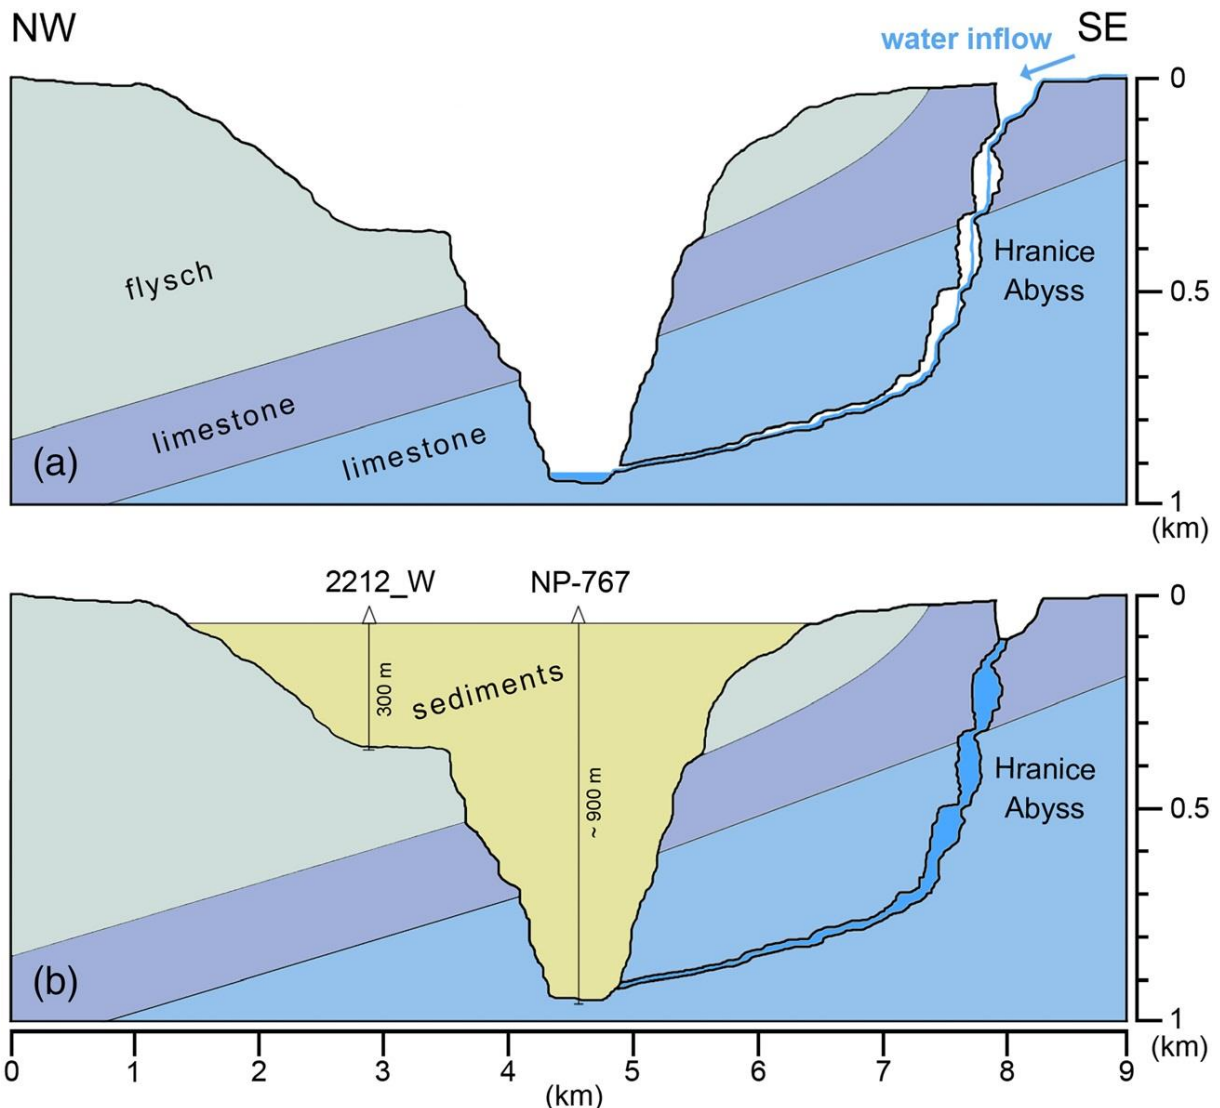 NW
water inflow
SE
0
flysch
Hranice
Abyss
0.5
limestone
limestone
(a)
1
(km)
2212_W
NP-767
0
300 m
sediments
~ 900 m
Hranice
Abyss
0.5
(b)
1
0 1 2 3 4 5 6 7 8 9
(km)
(km)